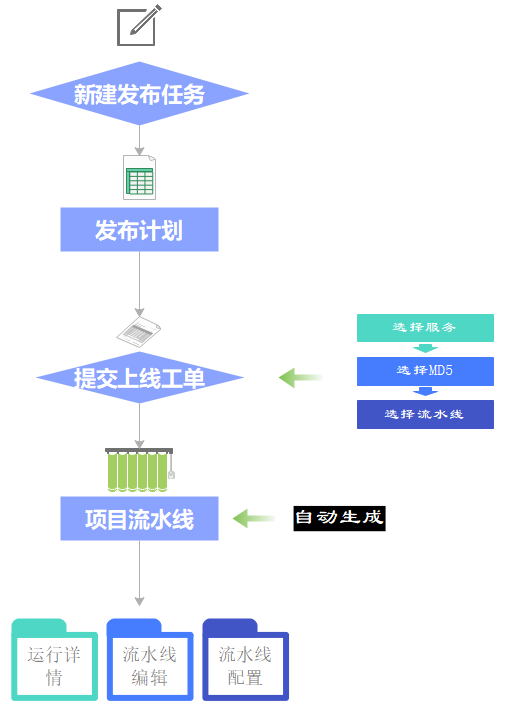 新建发布任务
发布计划
选择服务
选择MD5
提交上线工单
选择流水线
项目流水线
自动生成
运行详
情
流水线
编辑
流水线
配置